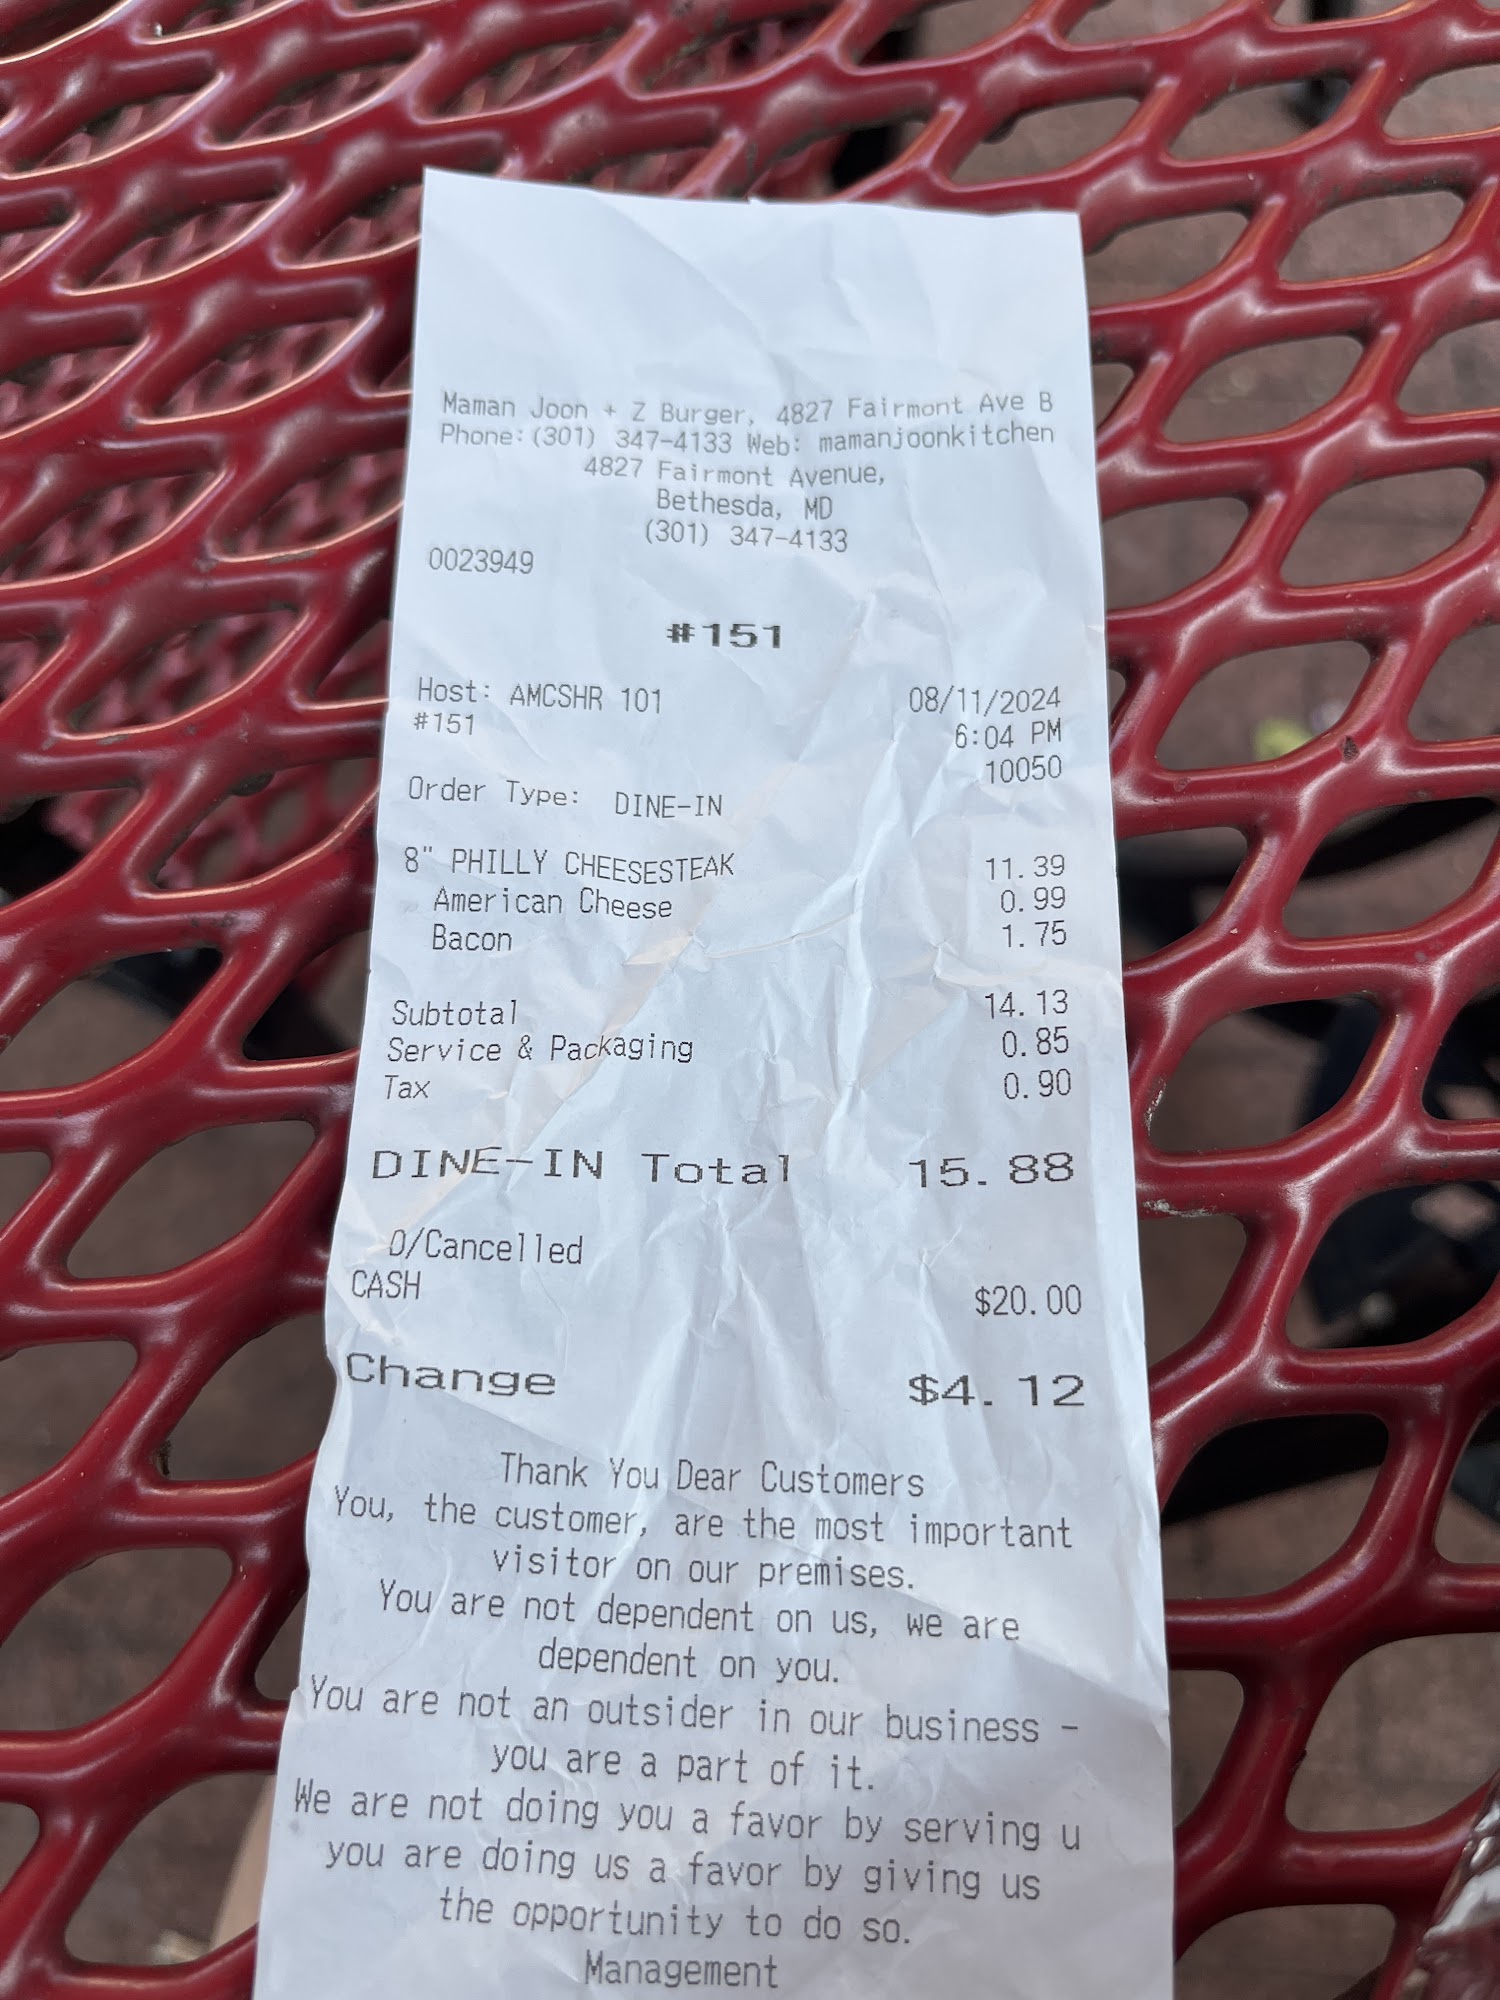 Maman Joon + Z Burger, 4827 Fairmont Ave B
Phone:(301) 347-4133 Web: mamanjoonkitchen
4827 Fairmont Avenue,
Bethesda, MD
(301) 347-4133
0023949
#151
Host: AMCSHR 101 08/11/2024
#151 6:04 PM
10050
Order Type: DINE-IN
8" PHILLY CHEESESTEAK 11.39
American Cheese 0.99
Bacon 1.75
Subtotal 14.13
Service & Packaging 0.85
Tax 0.90
DINE-IN Total 15.88
O/Cancelled
CASH $20.00
Change $4.12
Thank You Dear Customers
You, the customer, are the most important
visitor on our premises.
You are not dependent on us, we are
dependent on you.
You are not an outsider in our business -
you are a part of it.
We are not doing you a favor by serving u
you are doing us a favor by giving us
the opportunity to do so.
Management